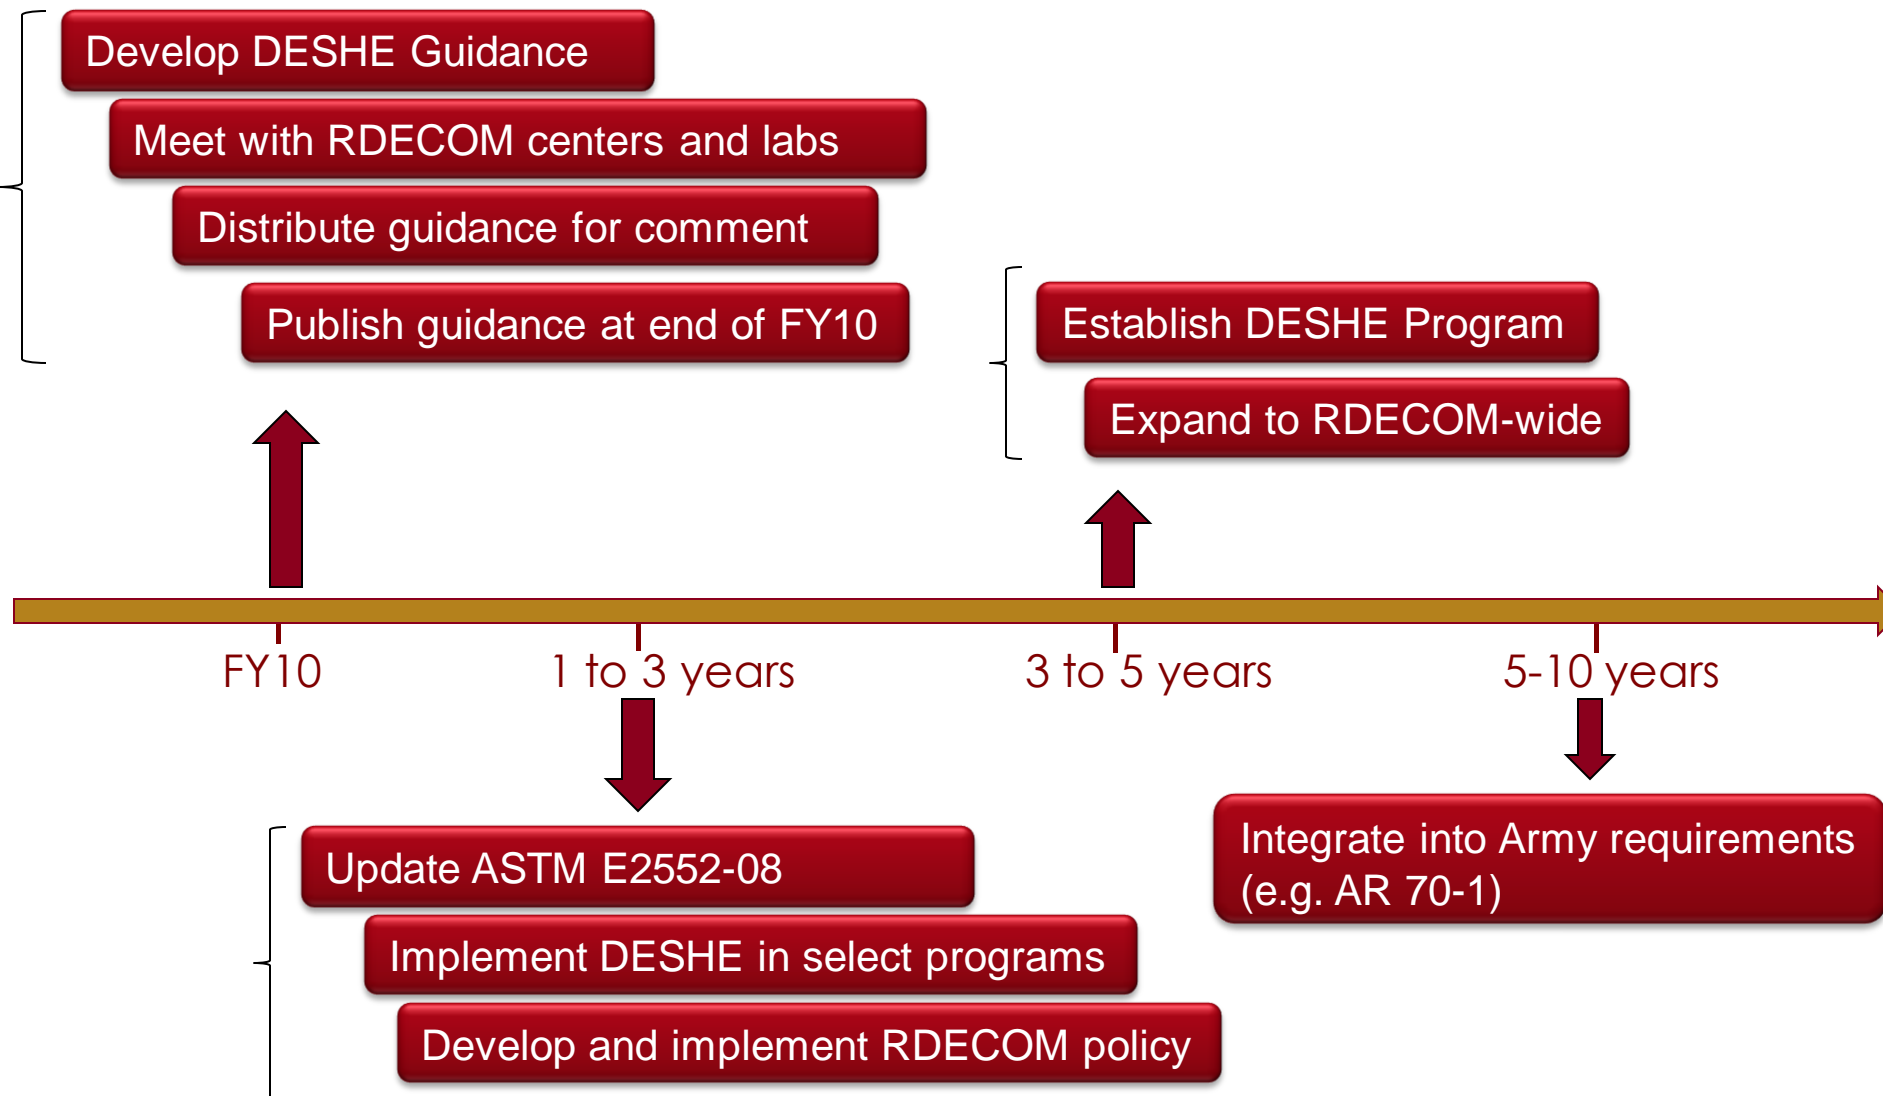 Develop DESHE Guidance
Meet with RDECOM centers and labs
Distribute guidance for comment
Publish guidance at end of FY10
Establish DESHE Program
Expand to RDECOM-wide
FY10
1 to 3 years
3 to 5 years
5-10 years
Update ASTM E2552-08
Implement DESHE in select programs
Develop and implement RDECOM policy
Integrate into Army requirements
(e.g. AR 70-1)